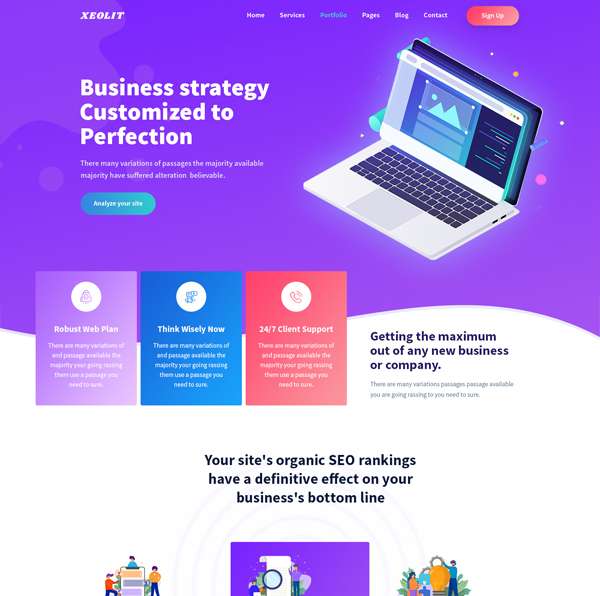 XEOLIT
Home Services Portfolio Pages Blog Contact Sign Up
Business strategy
Customized to
Perfection
There many variations of passages the majority available
majority have suffered alteration believable.
Analyze your site
Robust Web Plan
There are many variations of
and passage available the
majority your going rassing
them use a passage you
need to sure.
Think Wisely Now
There are many variations of
and passage available the
majority your going rassing
them use a passage you
need to sure.
24/7 Client Support
There are many variations of
and passage available the
majority your going rassing
them use a passage you
need to sure.
Getting the maximum
out of any new business
or company.
There are many variations passages passage available
you are going rassing to you need to sure.
Your site's organic SEO rankings
have a definitive effect on your
business's bottom line